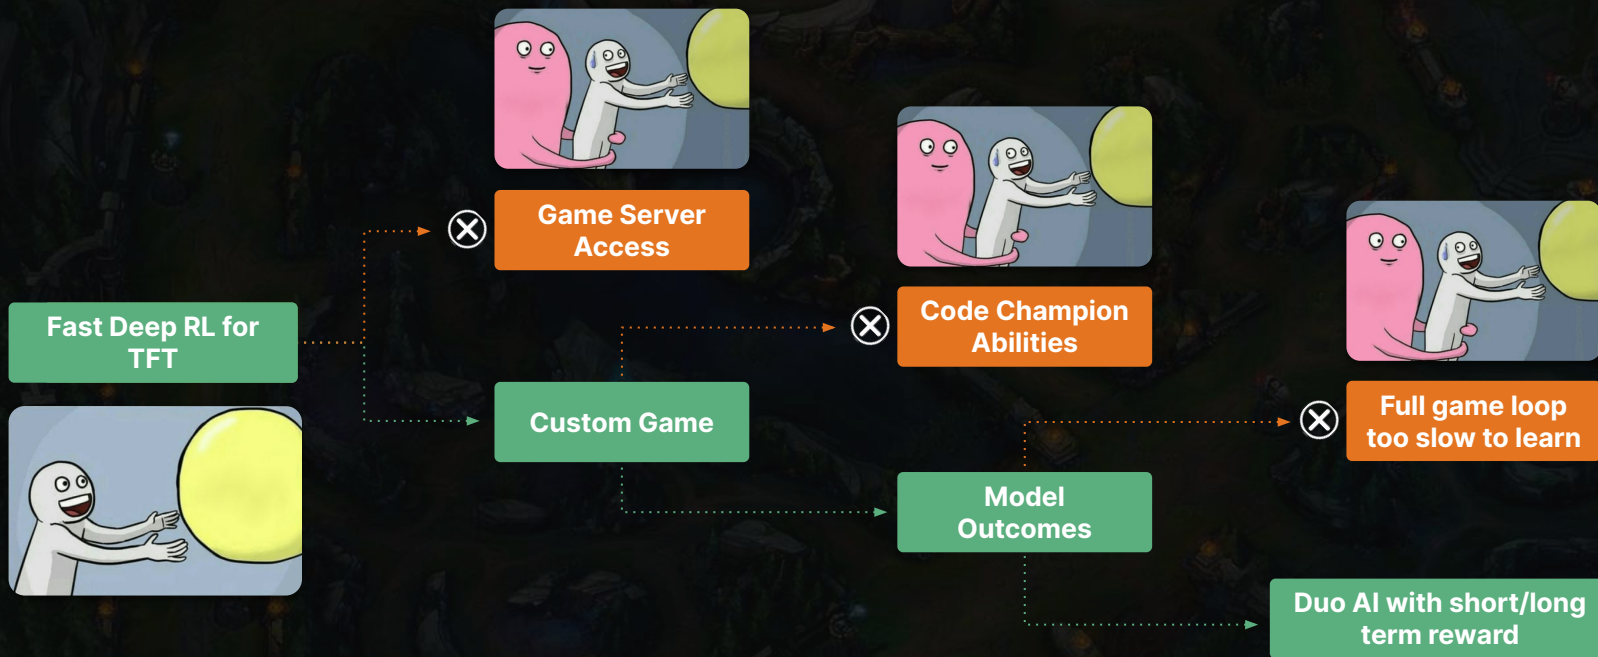 Game Server
Access
Fast Deep RL for
TFT
Custom Game
Code Champion
Abilities
Model
Outcomes
Full game loop
too slow to learn
Duo AI with short/long
term reward